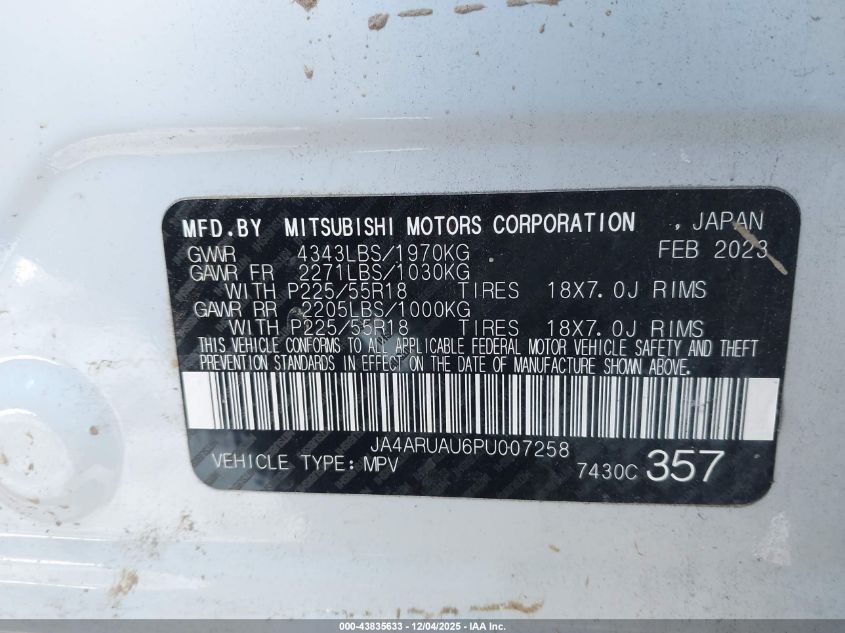 MFD.BY MITSUBISHI MOTORS CORPORATION , JAPAN
GVWR 4343LBS/1970KG FEB 2023
GAWR FR 2271LBS/1030KG
WITH P225/55R18 TIRES 18X7.0J RIMS
GAWR RR 2205LBS/1000KG
WITH P225/55R18 TIRES 18X7.0J RIMS
THIS VEHICLE CONFORMS TO ALL APPLICABLE FEDERAL MOTOR VEHICLE SAFETY AND THEFT
PREVENTION STANDARDS IN EFFECT ON THE DATE OF MANUFACTURE SHOWN ABOVE.
JA4ARUAU6PU007258
VEHICLE TYPE: MPV 7430C 357
000-43835633 - 12/04/2025 - IAA Inc.